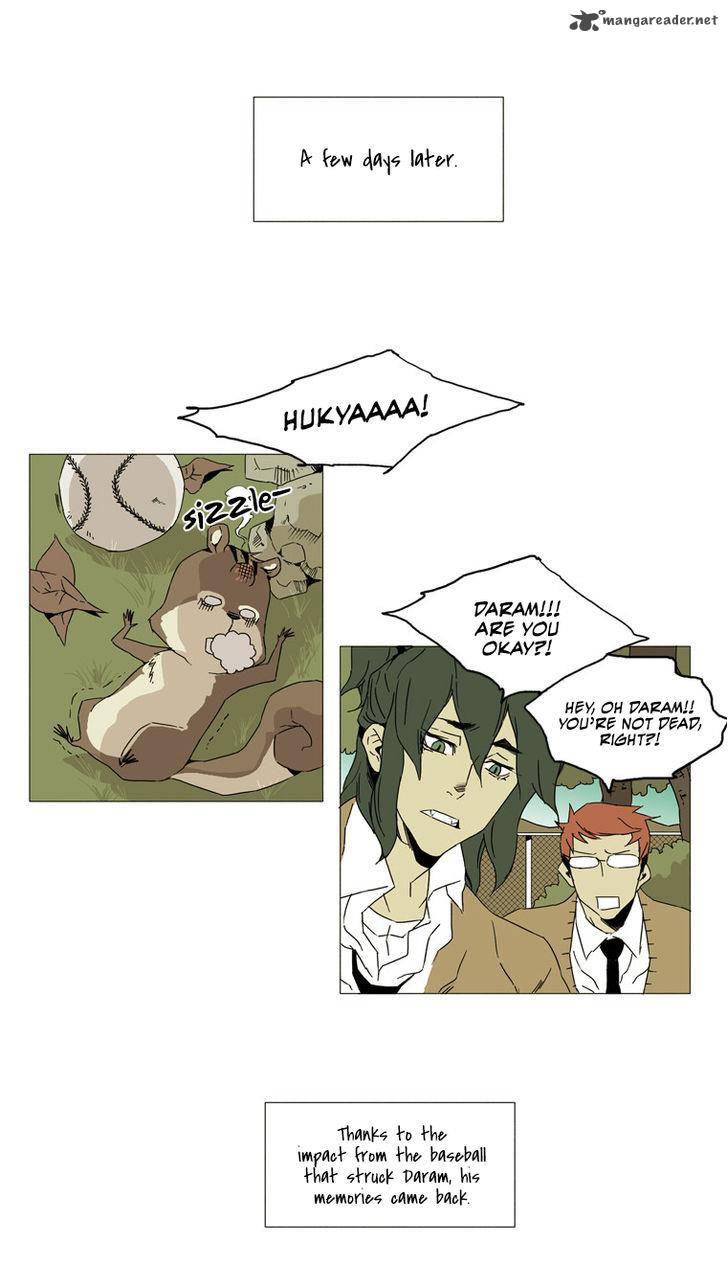 mangareader.net
A few days later.
HUKYAAAA!
sizzle-
DARAM!!!
ARE YOU
OKAY?!
HEY, OH DARAM!!
YOU'RE NOT DEAD,
RIGHT?!
Thanks to the
impact from the baseball
that struck Daram, his
memories came back.